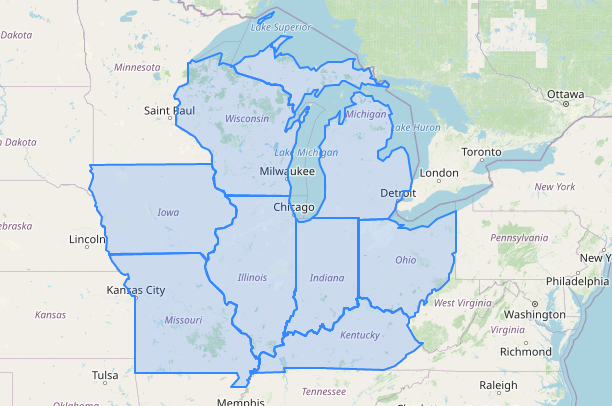 Lake Superior
Dakota
Minnesota
Ottawa
Saint Paul
Wisconsin
Michigan
Lake Huron
Dakota
Lake Michigan
Toronto
Milwaukee
London
Detroit
New York
Chicago
Iowa
Nebraska
Lincoln
Pennsylvania
Ohio
New Yo
Illinois
Indiana
Philadelphia
Kansas City
West Virginia
Washington
Kansas
Missouri
Virginia
Kentucky
Richmond
Tulsa
Raleigh
Tennessee
Oklahoma
Memphis